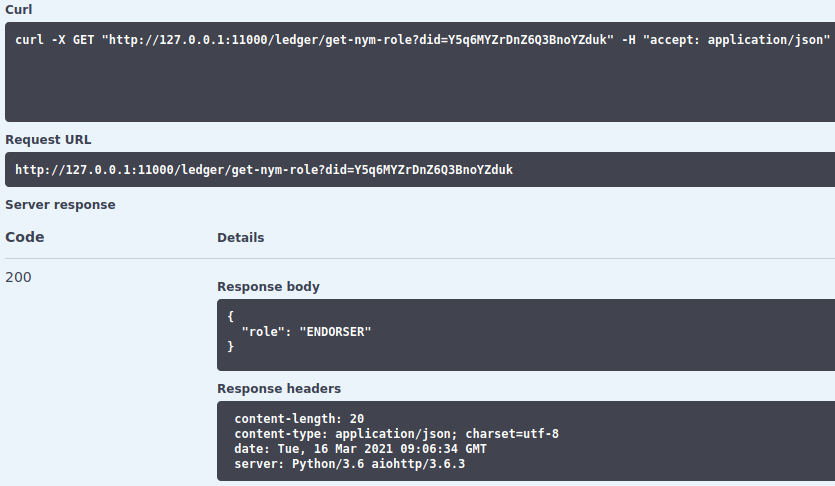 Curl
curl -X GET "http://127.0.0.1:11000/ledger/get-nym-role?did=Y5q6MYZrDnZ6Q3BnoYZduk" -H "accept: application/json"
Request URL
http://127.0.0.1:11000/ledger/get-nym-role?did=Y5q6MYZrDnZ6Q3BnoYZduk
Server response
Code Details
200
Response body
{
  "role": "ENDORSER"
}
Response headers
content-length: 20
content-type: application/json; charset=utf-8
date: Tue, 16 Mar 2021 09:06:34 GMT
server: Python/3.6 aiohttp/3.6.3